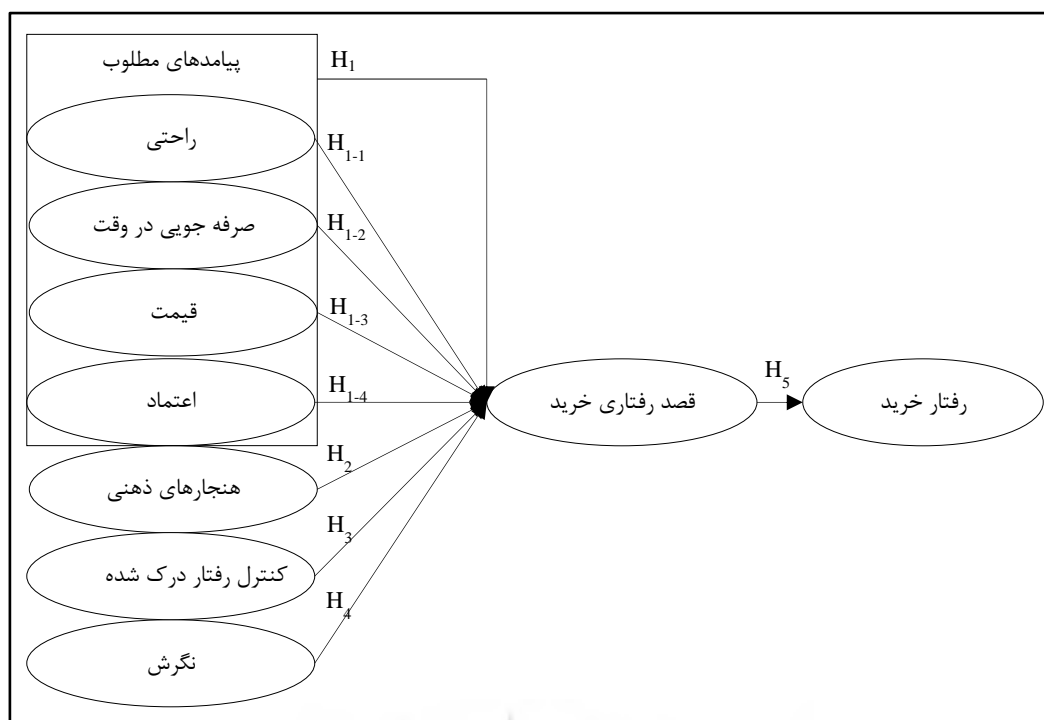 پیامدهای مطلوب
H1
راحتی
H1-1
صرفه جویی در وقت
H1-2
قیمت
H1-3
اعتماد
H1-4
قصد رفتاری خرید
H5
رفتار خرید
هنجارهای ذهنی
H2
کنترل رفتار درک شده
H3
نگرش
H4